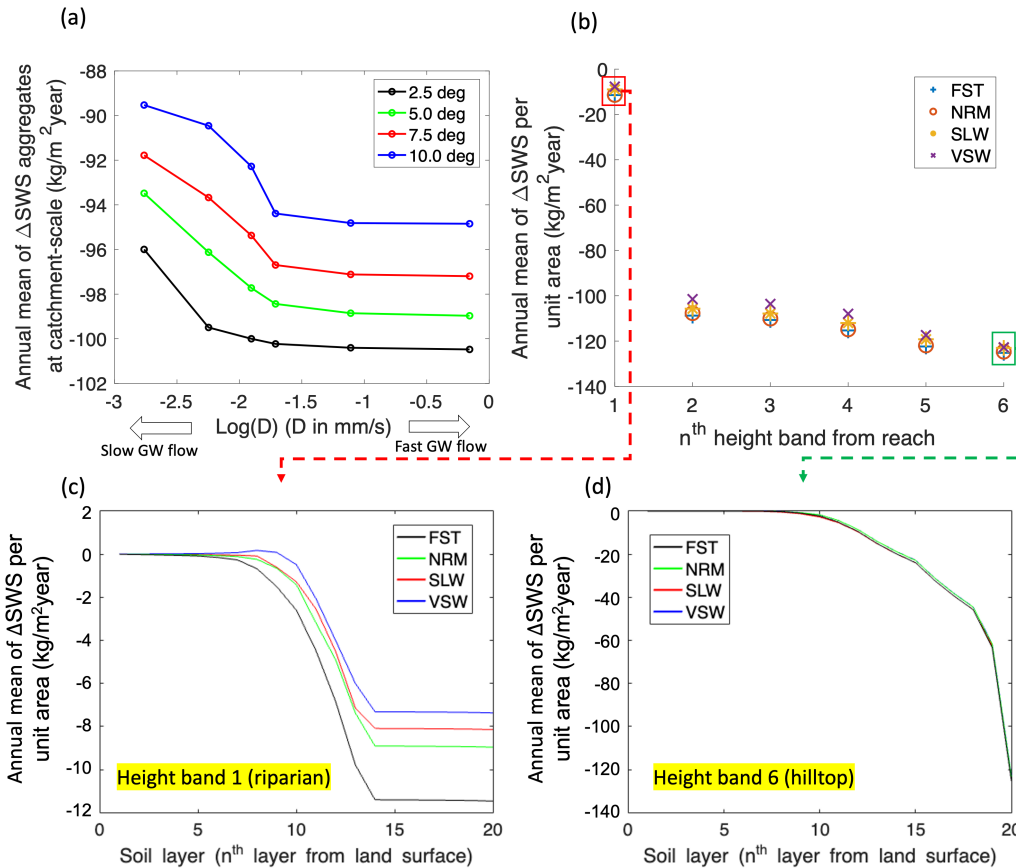 (a)
Annual mean of ΔSWS aggregates
at catchment-scale (kg/m²year)
-88
-90
-92
-94
-96
-98
-100
-102
-3
-2.5
-2
-1.5
-1
-0.5
0
2.5 deg
5.0 deg
7.5 deg
10.0 deg
Log(D) (D in mm/s)
Slow GW flow
Fast GW flow
(b)
Annual mean of ΔSWS per
unit area (kg/m²year)
0
-20
-40
-60
-80
-100
-120
-140
1
2
3
4
5
6
FST
NRM
SLW
VSW
nth height band from reach
(c)
Annual mean of ΔSWS per
unit area (kg/m²year)
2
0
-2
-4
-6
-8
-10
-12
0
5
10
15
20
FST
NRM
SLW
VSW
Height band 1 (riparian)
Soil layer (nth layer from land surface)
(d)
Annual mean of ΔSWS per
unit area (kg/m²year)
0
-20
-40
-60
-80
-100
-120
-140
0
5
10
15
20
FST
NRM
SLW
VSW
Height band 6 (hilltop)
Soil layer (nth layer from land surface)